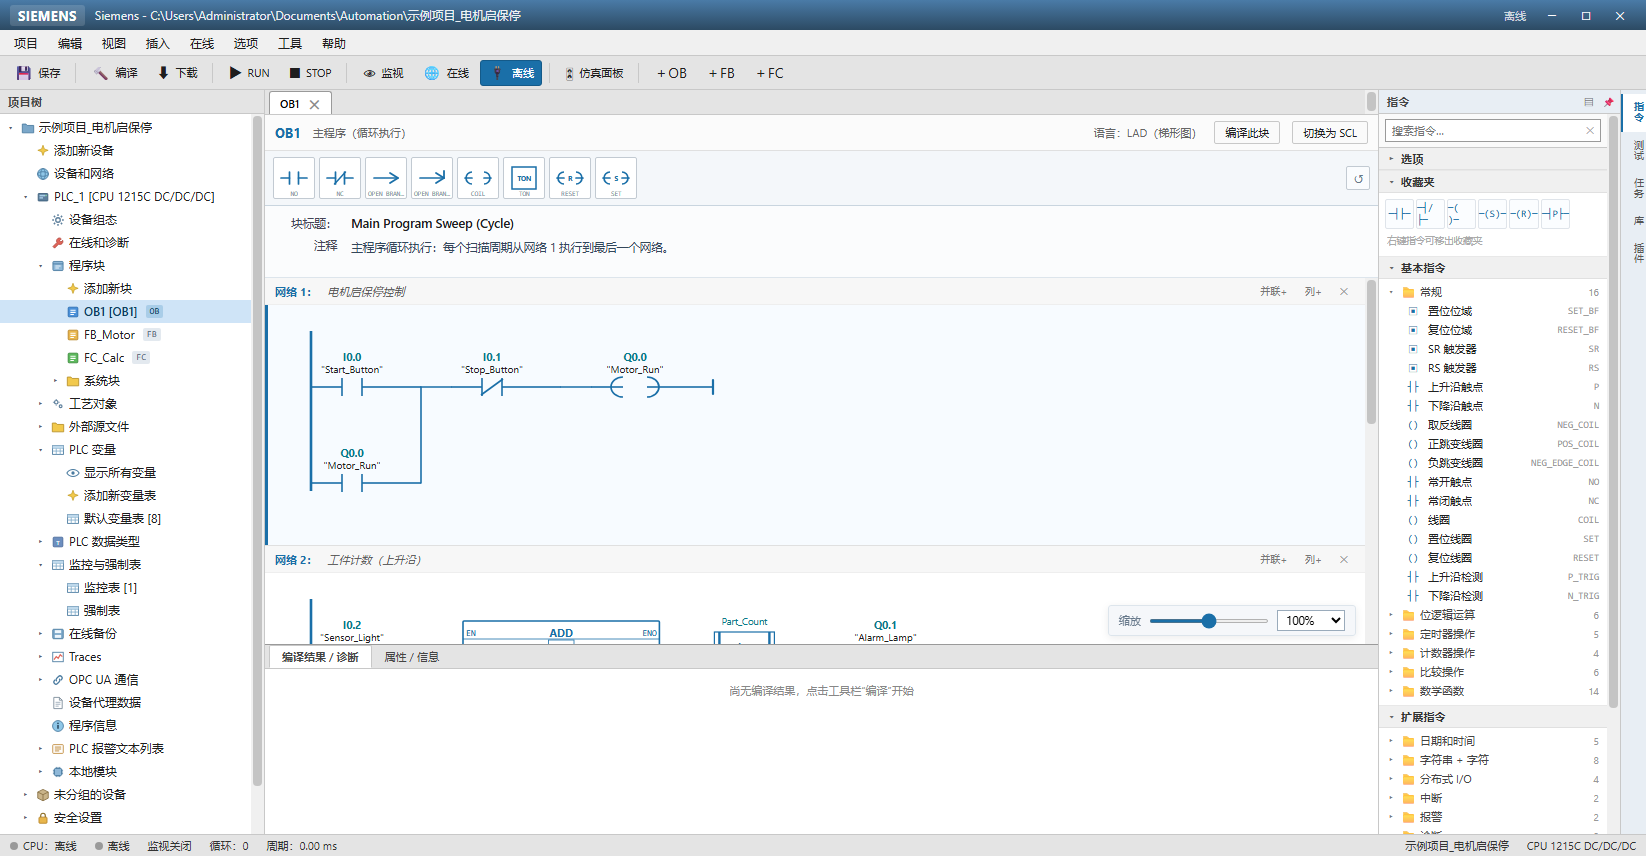 SIEMENS Siemens - C:\Users\Administrator\Documents\Automation\示例项目_电机启保停 离线
项目 编辑 视图 插入 在线 选项 工具 帮助
保存 编译 下载 RUN STOP 监视 在线 离线 仿真面板 +OB +FB +FC
项目树
示例项目_电机启保停
添加新设备
设备和网络
PLC_1 [CPU 1215C DC/DC/DC]
设备组态
在线和诊断
程序块
添加新块
OB1 [OB1] OB
FB_Motor FB
FC_Calc FC
系统块
工艺对象
外部源文件
PLC 变量
显示所有变量
添加新变量表
默认变量表 [8]
PLC 数据类型
监控与强制表
监控表 [1]
强制表
在线备份
Traces
OPC UA 通信
设备代理数据
程序信息
PLC 报警文本列表
本地模块
未分组的设备
安全设置
OB1
OB1 主程序（循环执行） 语言：LAD（梯形图） 编译此块 切换为 SCL
NO NC OPEN BRAN… OPEN BRAN… COIL TON TON R RESET S SET
块标题： Main Program Sweep (Cycle)
注释 主程序循环执行：每个扫描周期从网络 1 执行到最后一个网络。
网络 1： 电机启保停控制 并联+ 列+
I0.0 I0.1 Q0.0
"Start_Button" "Stop_Button" "Motor_Run"
Q0.0
"Motor_Run"
网络 2： 工件计数（上升沿） 并联+ 列+
I0.2 EN ADD ENO Part_Count Q0.1
"Sensor_Light" "Alarm_Lamp"
缩放 100%
编译结果 / 诊断 属性 / 信息
尚无编译结果，点击工具栏"编译"开始
指令
搜索指令...
选项
收藏夹
┤├ ┤/├ ( ) (S) (R) ┤P├
右键指令可移出收藏夹
基本指令
常规 16
置位位域 SET_BF
复位位域 RESET_BF
SR 触发器 SR
RS 触发器 RS
上升沿触点 P
下降沿触点 N
取反线圈 NEG_COIL
正跳变线圈 POS_COIL
负跳变线圈 NEG_EDGE_COIL
常开触点 NO
常闭触点 NC
线圈 COIL
置位线圈 SET
复位线圈 RESET
上升沿检测 P_TRIG
下降沿检测 N_TRIG
位逻辑运算 6
定时器操作 5
计数器操作 4
比较操作 6
数学函数 14
扩展指令
日期和时间 5
字符串 + 字符 8
分布式 I/O 4
中断 2
报警 2
指令
测试
任务
库
插件
CPU：离线 离线 监视关闭 循环：0 周期：0.00 ms 示例项目_电机启保停 CPU 1215C DC/DC/DC